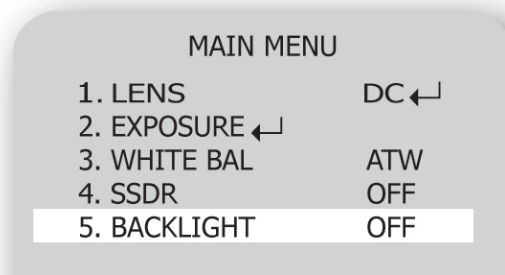 MAIN MENU
1. LENS DC↵
2. EXPOSURE ↵
3. WHITE BAL ATW
4. SSDR OFF
5. BACKLIGHT OFF